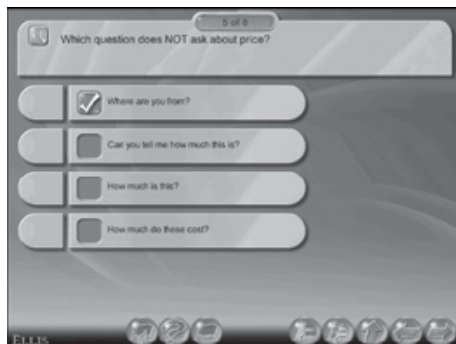 5 of 8
Which question does NOT ask about price?
Where are you from?
Can you tell me how much this is?
How much is this?
How much do these cost?
ELLIS